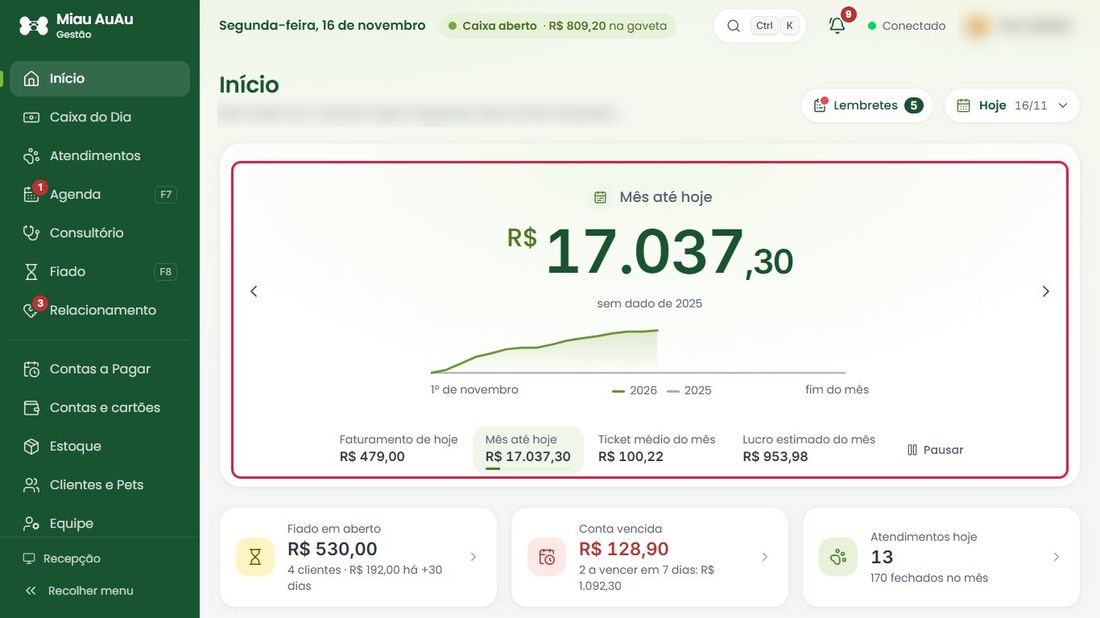 Miau AuAu
Gestão
Início
Caixa do Dia
Atendimentos
1
Agenda
F7
Consultório
Fiado
F8
3
Relacionamento
Contas a Pagar
Contas e cartões
Estoque
Clientes e Pets
Equipe
Recepção
Recolher menu
Segunda-feira, 16 de novembro
Caixa aberto · R$ 809,20 na gaveta
Ctrl K
9
Conectado
Início
Lembretes 5
Hoje 16/11
Mês até hoje
R$ 17.037,30
sem dado de 2025
1º de novembro
2026
2025
fim do mês
Faturamento de hoje
R$ 479,00
Mês até hoje
R$ 17.037,30
Ticket médio do mês
R$ 100,22
Lucro estimado do mês
R$ 953,98
Pausar
Fiado em aberto
R$ 530,00
4 clientes · R$ 192,00 há +30
dias
Conta vencida
R$ 128,90
2 a vencer em 7 dias: R$
1.092,30
Atendimentos hoje
13
170 fechados no mês